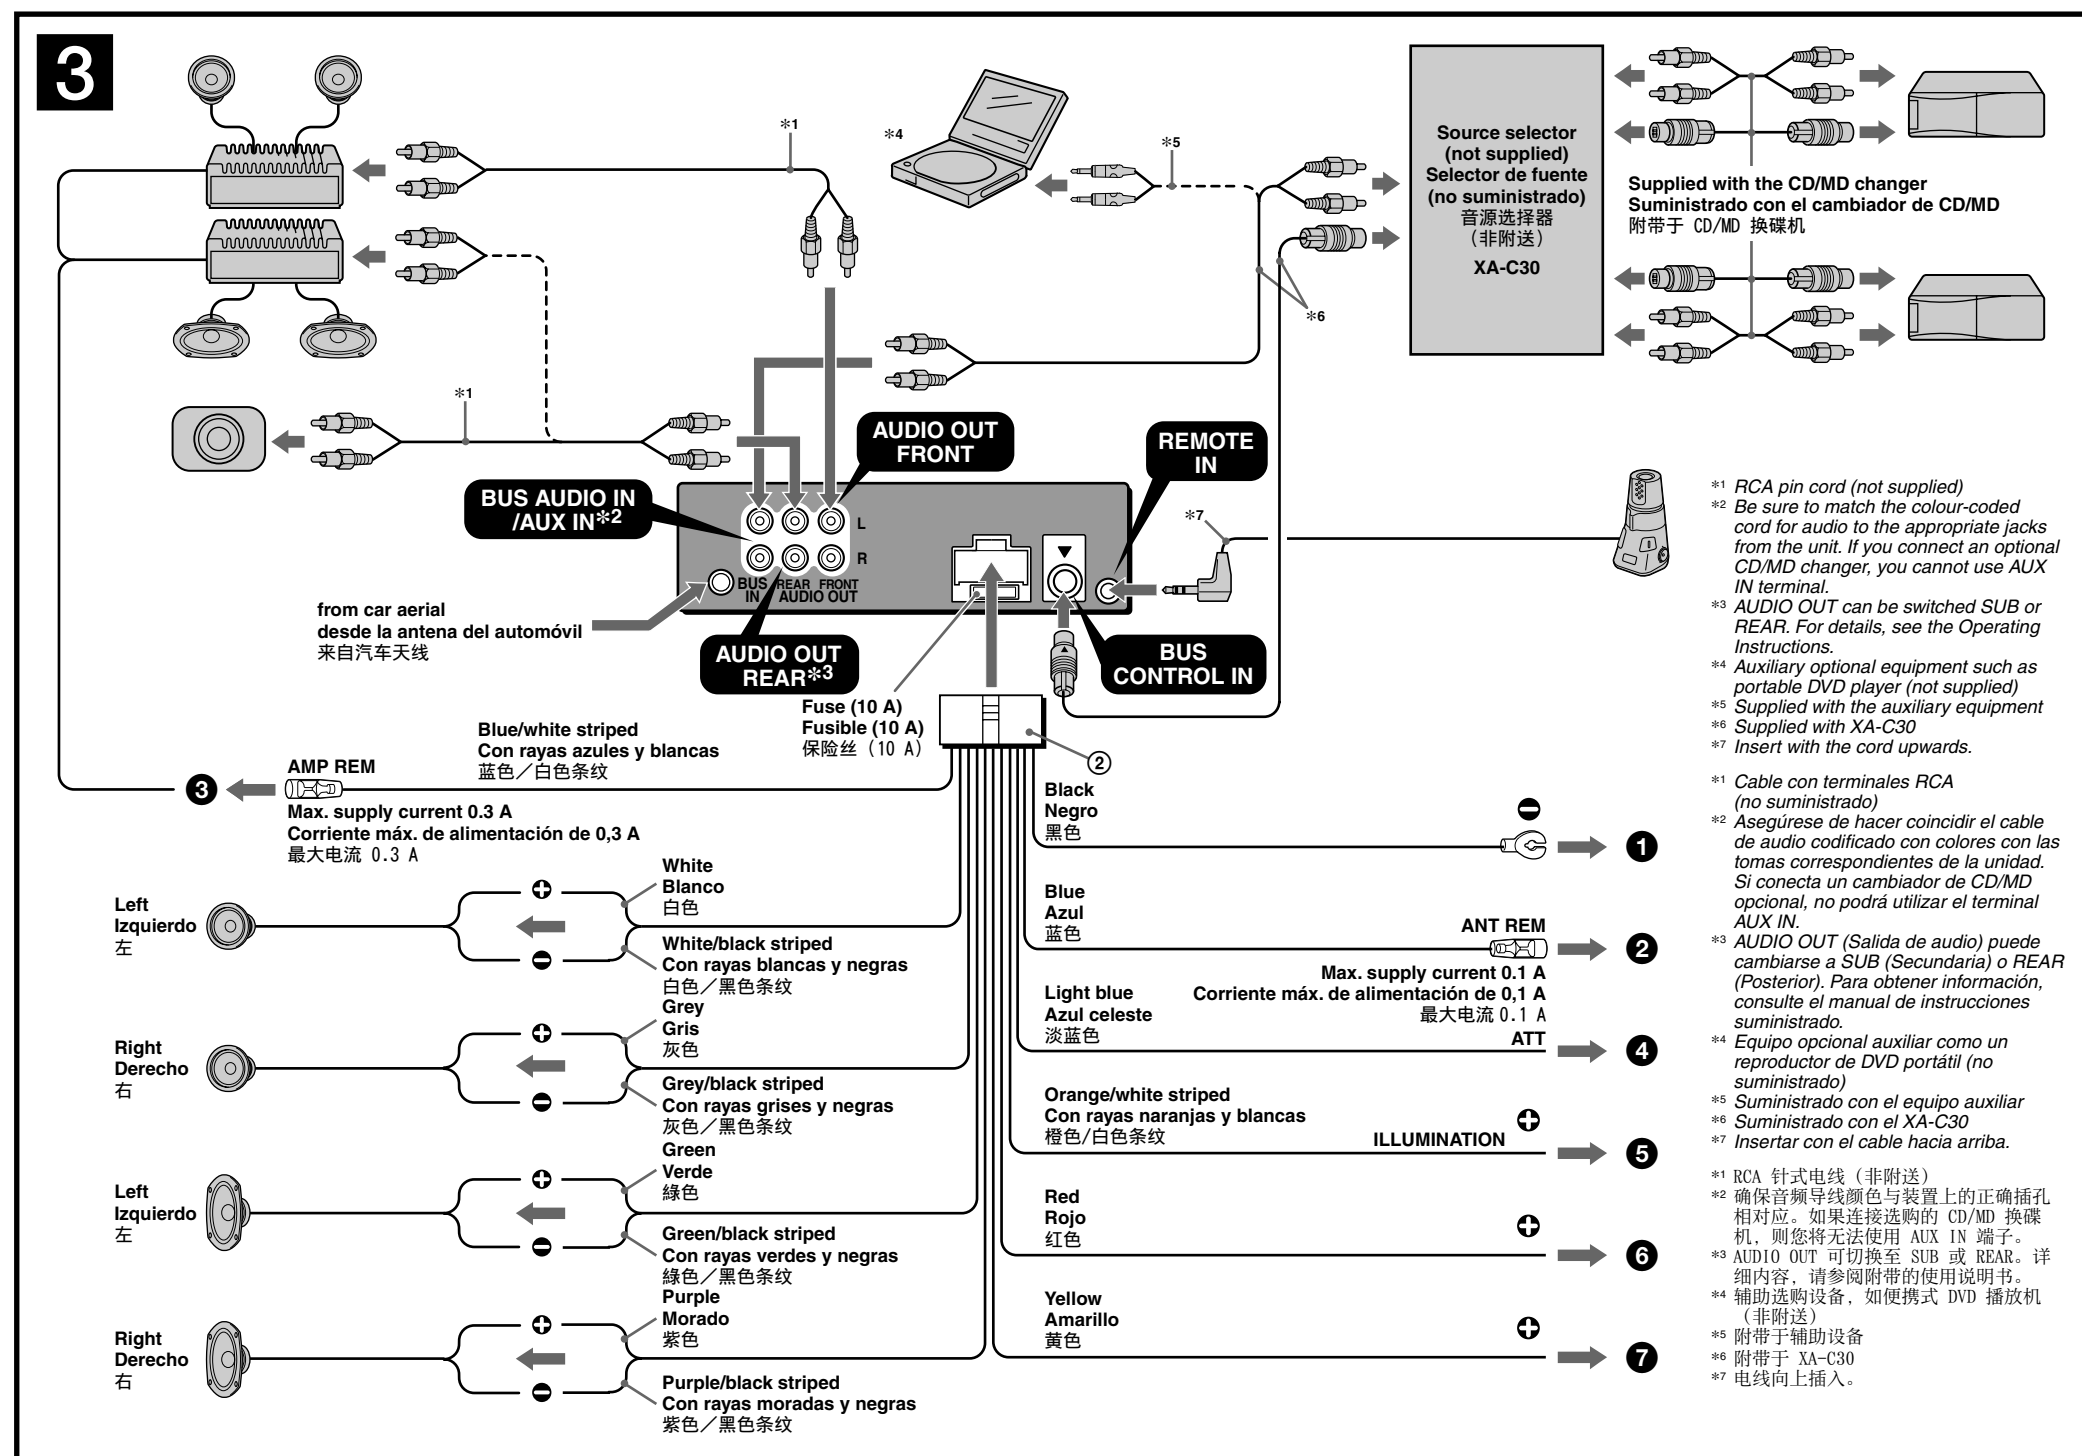 3
*1
*4
*5
Source selector
(not supplied)
Selector de fuente
(no suministrado)
音源选择器
(非附送)
XA-C30
Supplied with the CD/MD changer
Suministrado con el cambiador de CD/MD
附带于 CD/MD 换碟机
*6
*1
AUDIO OUT
FRONT
REMOTE
IN
BUS AUDIO IN
/AUX IN*2
*7
L
R
BUS
IN
REAR FRONT
AUDIO OUT
from car aerial
desde la antena del automóvil
来自汽车天线
AUDIO OUT
REAR*3
BUS
CONTROL IN
Fuse (10 A)
Fusible (10 A)
保险丝 (10 A)
②
Blue/white striped
Con rayas azules y blancas
蓝色／白色条纹
AMP REM
3
Max. supply current 0.3 A
Corriente máx. de alimentación de 0,3 A
最大电流 0.3 A
Left
Izquierdo
左
+
−
White
Blanco
白色
White/black striped
Con rayas blancas y negras
白色／黑色条纹
Right
Derecho
右
+
−
Grey
Gris
灰色
Grey/black striped
Con rayas grises y negras
灰色／黑色条纹
Left
Izquierdo
左
+
−
Green
Verde
綠色
Green/black striped
Con rayas verdes y negras
綠色／黑色条纹
Right
Derecho
右
+
−
Purple
Morado
紫色
Purple/black striped
Con rayas moradas y negras
紫色／黑色条纹
Black
Negro
黑色
−
1
Blue
Azul
蓝色
ANT REM
2
Max. supply current 0.1 A
Corriente máx. de alimentación de 0,1 A
最大电流 0.1 A
Light blue
Azul celeste
淡蓝色
ATT
4
Orange/white striped
Con rayas naranjas y blancas
橙色/白色条纹
ILLUMINATION
+
5
Red
Rojo
红色
+
6
Yellow
Amarillo
黄色
+
7
*1 RCA pin cord (not supplied)
*2 Be sure to match the colour-coded
cord for audio to the appropriate jacks
from the unit. If you connect an optional
CD/MD changer, you cannot use AUX
IN terminal.
*3 AUDIO OUT can be switched SUB or
REAR. For details, see the Operating
Instructions.
*4 Auxiliary optional equipment such as
portable DVD player (not supplied)
*5 Supplied with the auxiliary equipment
*6 Supplied with XA-C30
*7 Insert with the cord upwards.
*1 Cable con terminales RCA
(no suministrado)
*2 Asegúrese de hacer coincidir el cable
de audio codificado con colores con las
tomas correspondientes de la unidad.
Si conecta un cambiador de CD/MD
opcional, no podrá utilizar el terminal
AUX IN.
*3 AUDIO OUT (Salida de audio) puede
cambiarse a SUB (Secundaria) o REAR
(Posterior). Para obtener información,
consulte el manual de instrucciones
suministrado.
*4 Equipo opcional auxiliar como un
reproductor de DVD portátil (no
suministrado)
*5 Suministrado con el equipo auxiliar
*6 Suministrado con el XA-C30
*7 Insertar con el cable hacia arriba.
*1 RCA 针式电线 (非附送)
*2 确保音频导线颜色与装置上的正确插孔
相对应。如果连接选购的 CD/MD 换碟
机，则您将无法使用 AUX IN 端子。
*3 AUDIO OUT 可切换至 SUB 或 REAR。详
细内容，请参阅附带的使用说明书。
*4 辅助选购设备，如便携式 DVD 播放机
(非附送)
*5 附带于辅助设备
*6 附带于 XA-C30
*7 电线向上插入。